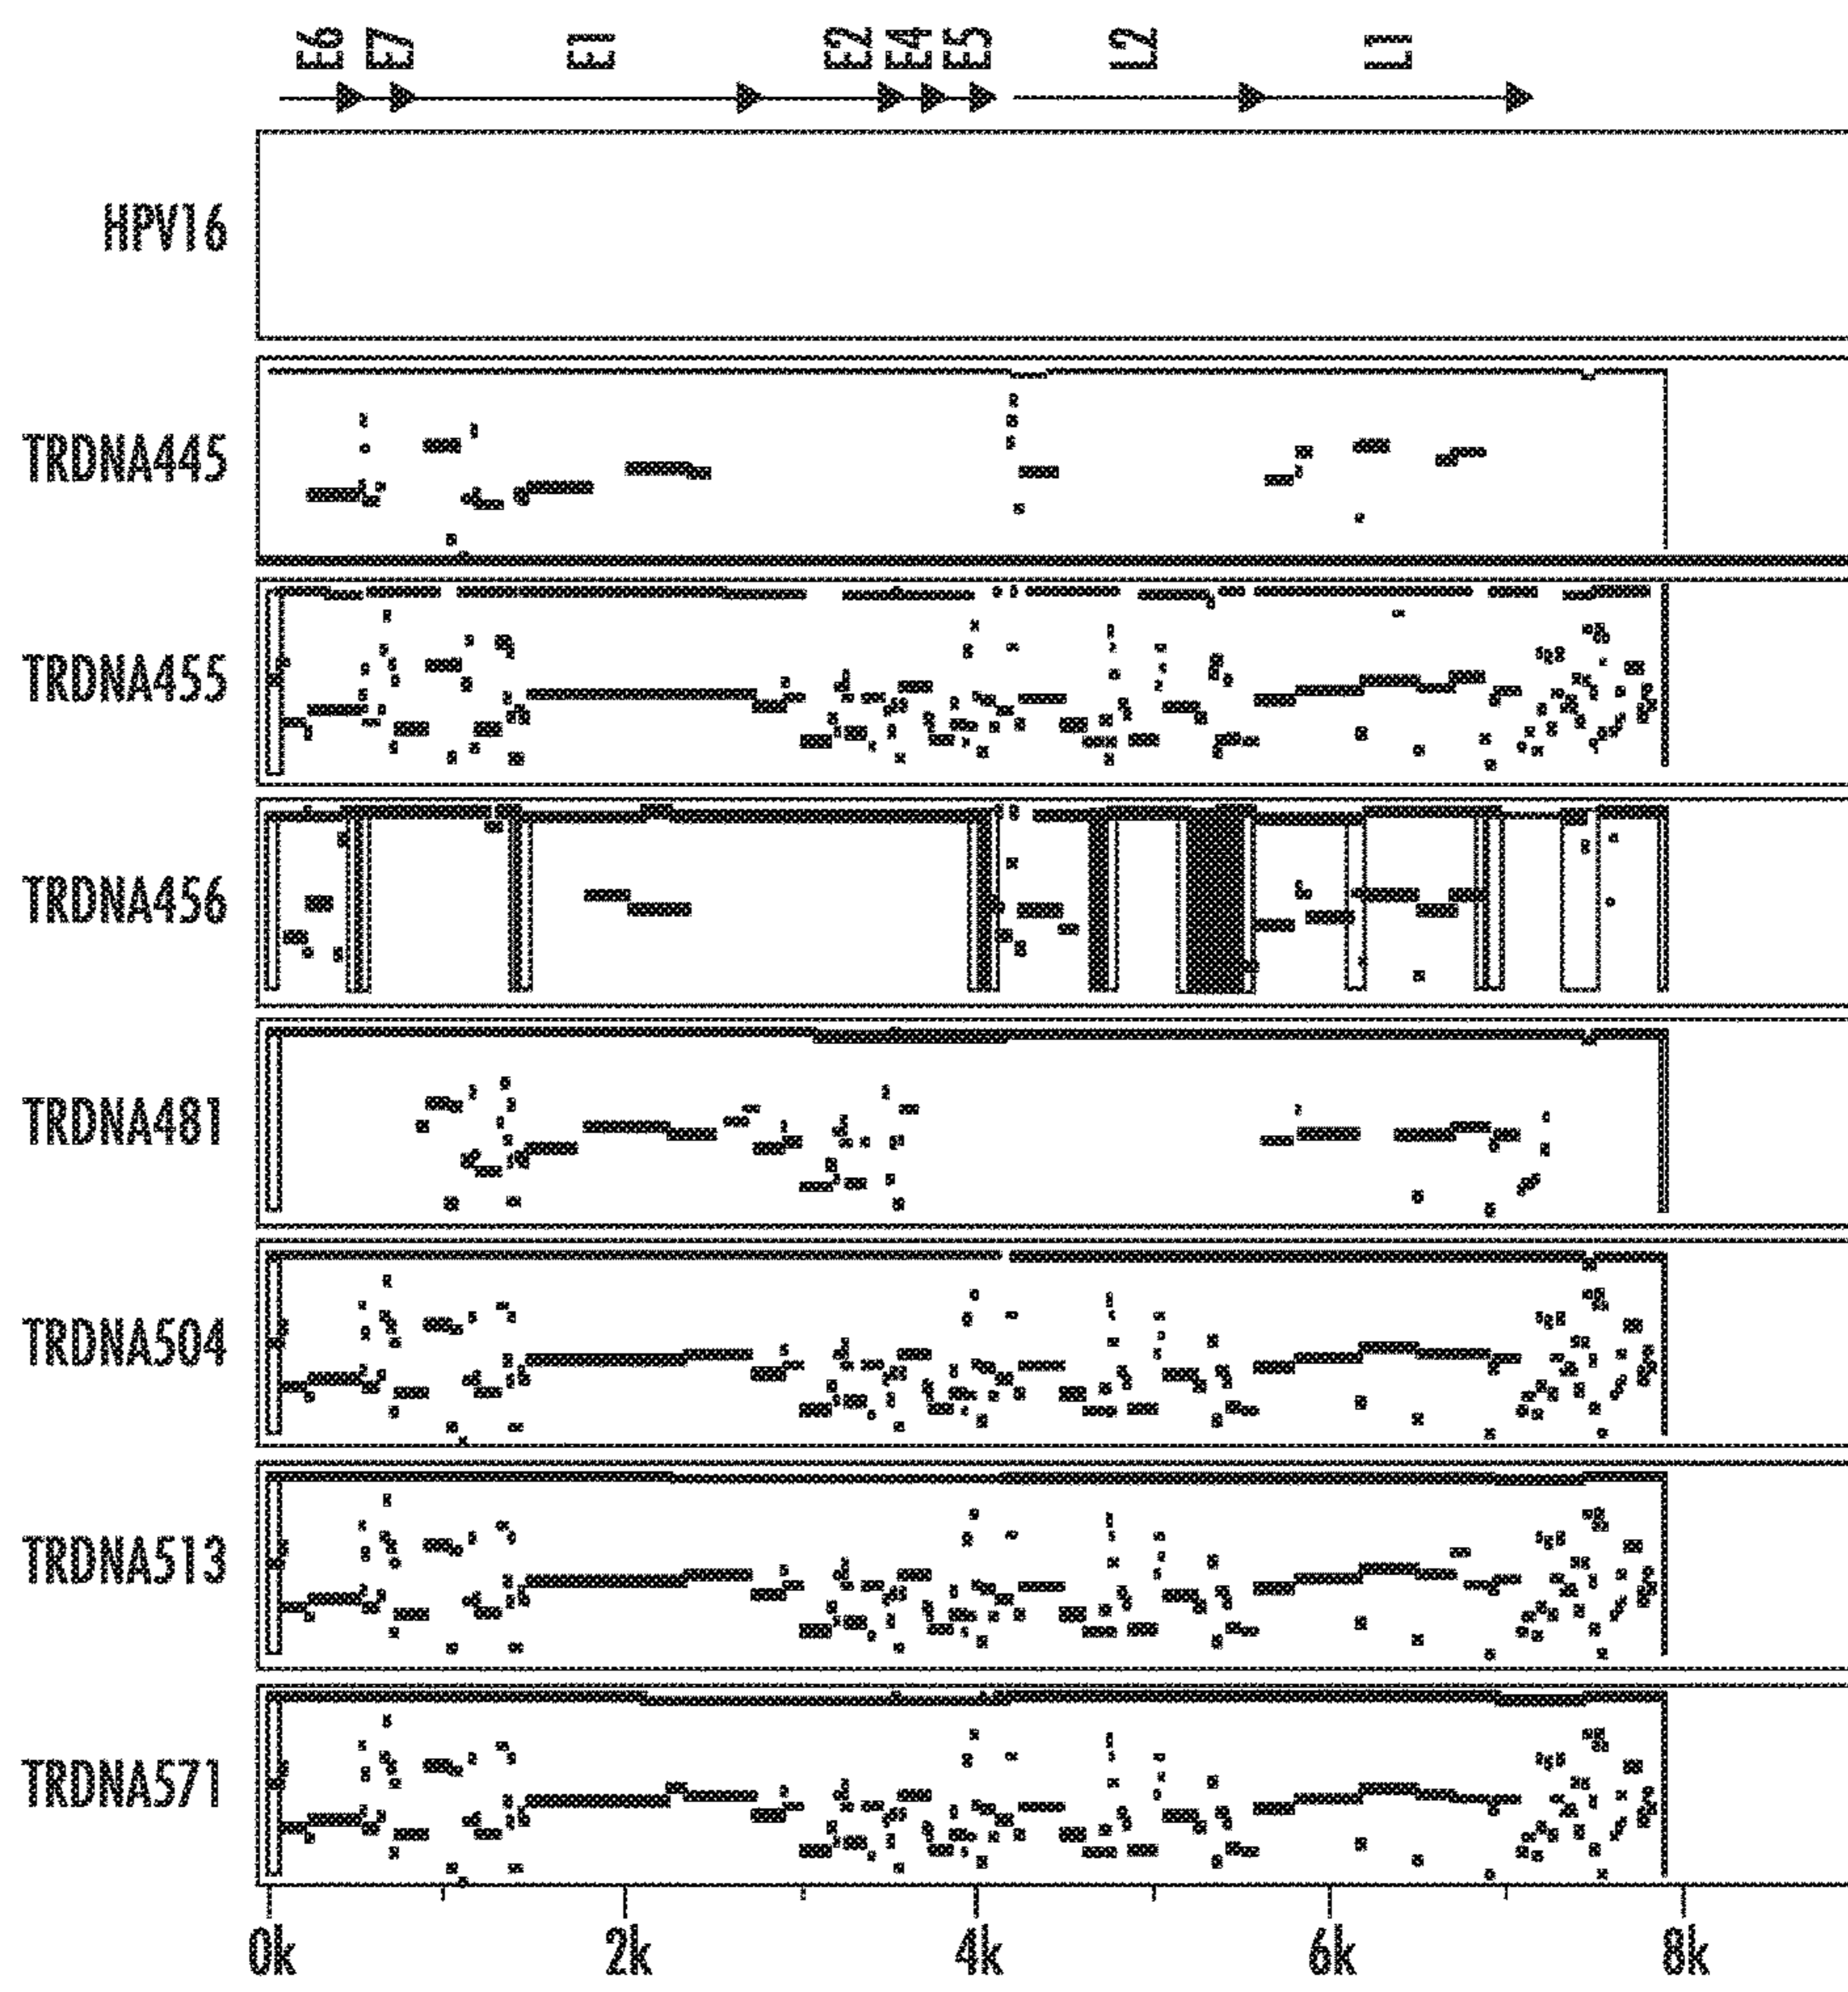 E6 E7 E1 E2 E4 E5 L2 L1
HPV16
TRDNA445
TRDNA455
TRDNA456
TRDNA481
TRDNA504
TRDNA513
TRDNA571
0k 2k 4k 6k 8k